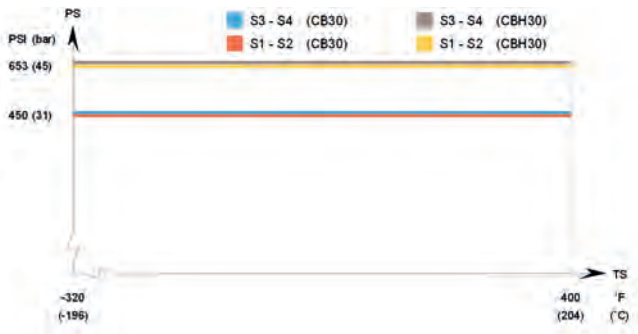 PS
PSI (bar)
S3 - S4 (CB30)
S3 - S4 (CBH30)
S1 - S2 (CB30)
S1 - S2 (CBH30)
653 (45)
450 (31)
TS
-320
400
°F
(-196)
(204)
(°C)